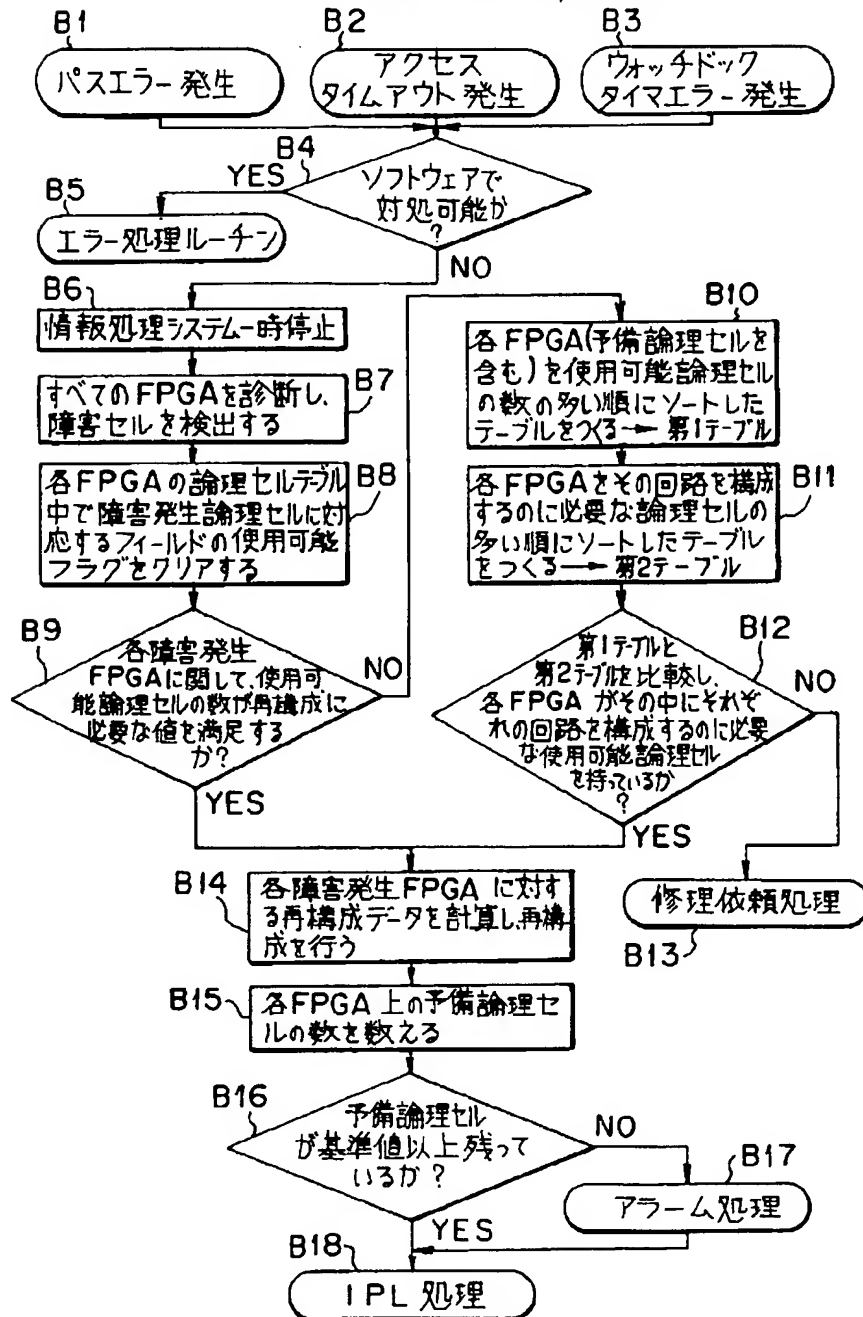 B1
パスエラー発生
B2
アクセス
タイムアウト発生
B3
ウォッチドック
タイマエラー発生
B4
ソフトウェアで
対処可能か
?
YES
NO
B5
エラー処理ルーチン
B6
情報処理システム一時停止
すべてのFPGAを診断し、
障害セルを検出する
B7
各FPGAの論理セルテーブル
中で障害発生論理セルに対
応するフィールドの使用可能
フラグをクリアする
B8
B9
各障害発生
FPGAに関して、使用可
能論理セルの数が再構成に
必要な値を満足する
か?
NO
YES
B10
各FPGA(予備論理セルを
含む)を使用可能論理セル
の数の多い順にソートした
テーブルをつくる→第1テーブル
各FPGAをその回路を構成
するのに必要な論理セルの
多い順にソートしたテーブル
をつくる→第2テーブル
B11
B12
第1テーブルと
第2テーブルを比較し、
各FPGAがその中にそれぞ
れの回路を構成するのに必要
な使用可能論理セル
を持っているか
?
NO
YES
修理依頼処理
B13
B14
各障害発生FPGAに対す
る再構成データを計算し、再構
成を行う
B15
各FPGA上の予備論理セ
ルの数を数える
B16
予備論理セル
が基準値以上残って
いるか?
NO
YES
B17
アラーム処理
B18
IPL処理